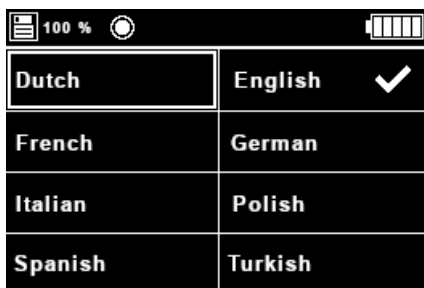 100 %
Dutch English
French German
Italian Polish
Spanish Turkish